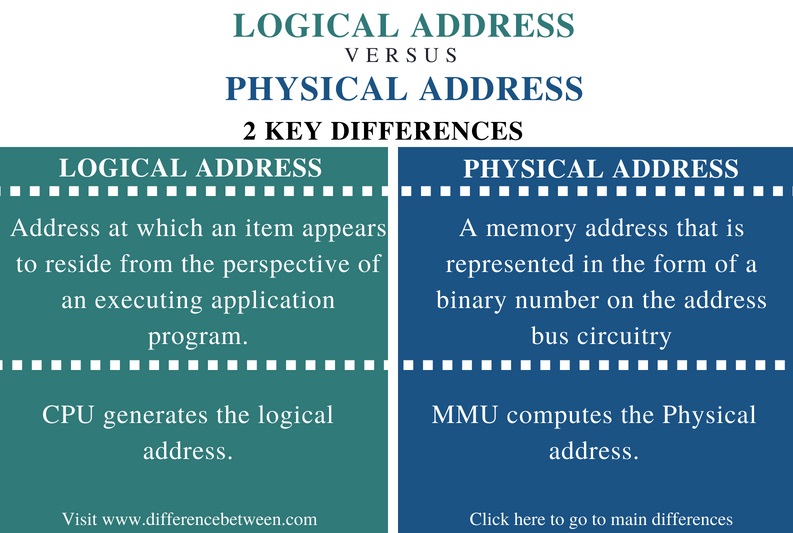 LOGICAL ADDRESS
VERSUS
PHYSICAL ADDRESS
2 KEY DIFFERENCES
LOGICAL ADDRESS
Address at which an item appears
to reside from the perspective of
an executing application
program.
CPU generates the logical
address.
Visit www.differencebetween.com
PHYSICAL ADDRESS
A memory address that is
represented in the form of a
binary number on the address
bus circuitry
MMU computes the Physical
address.
Click here to go to main differences